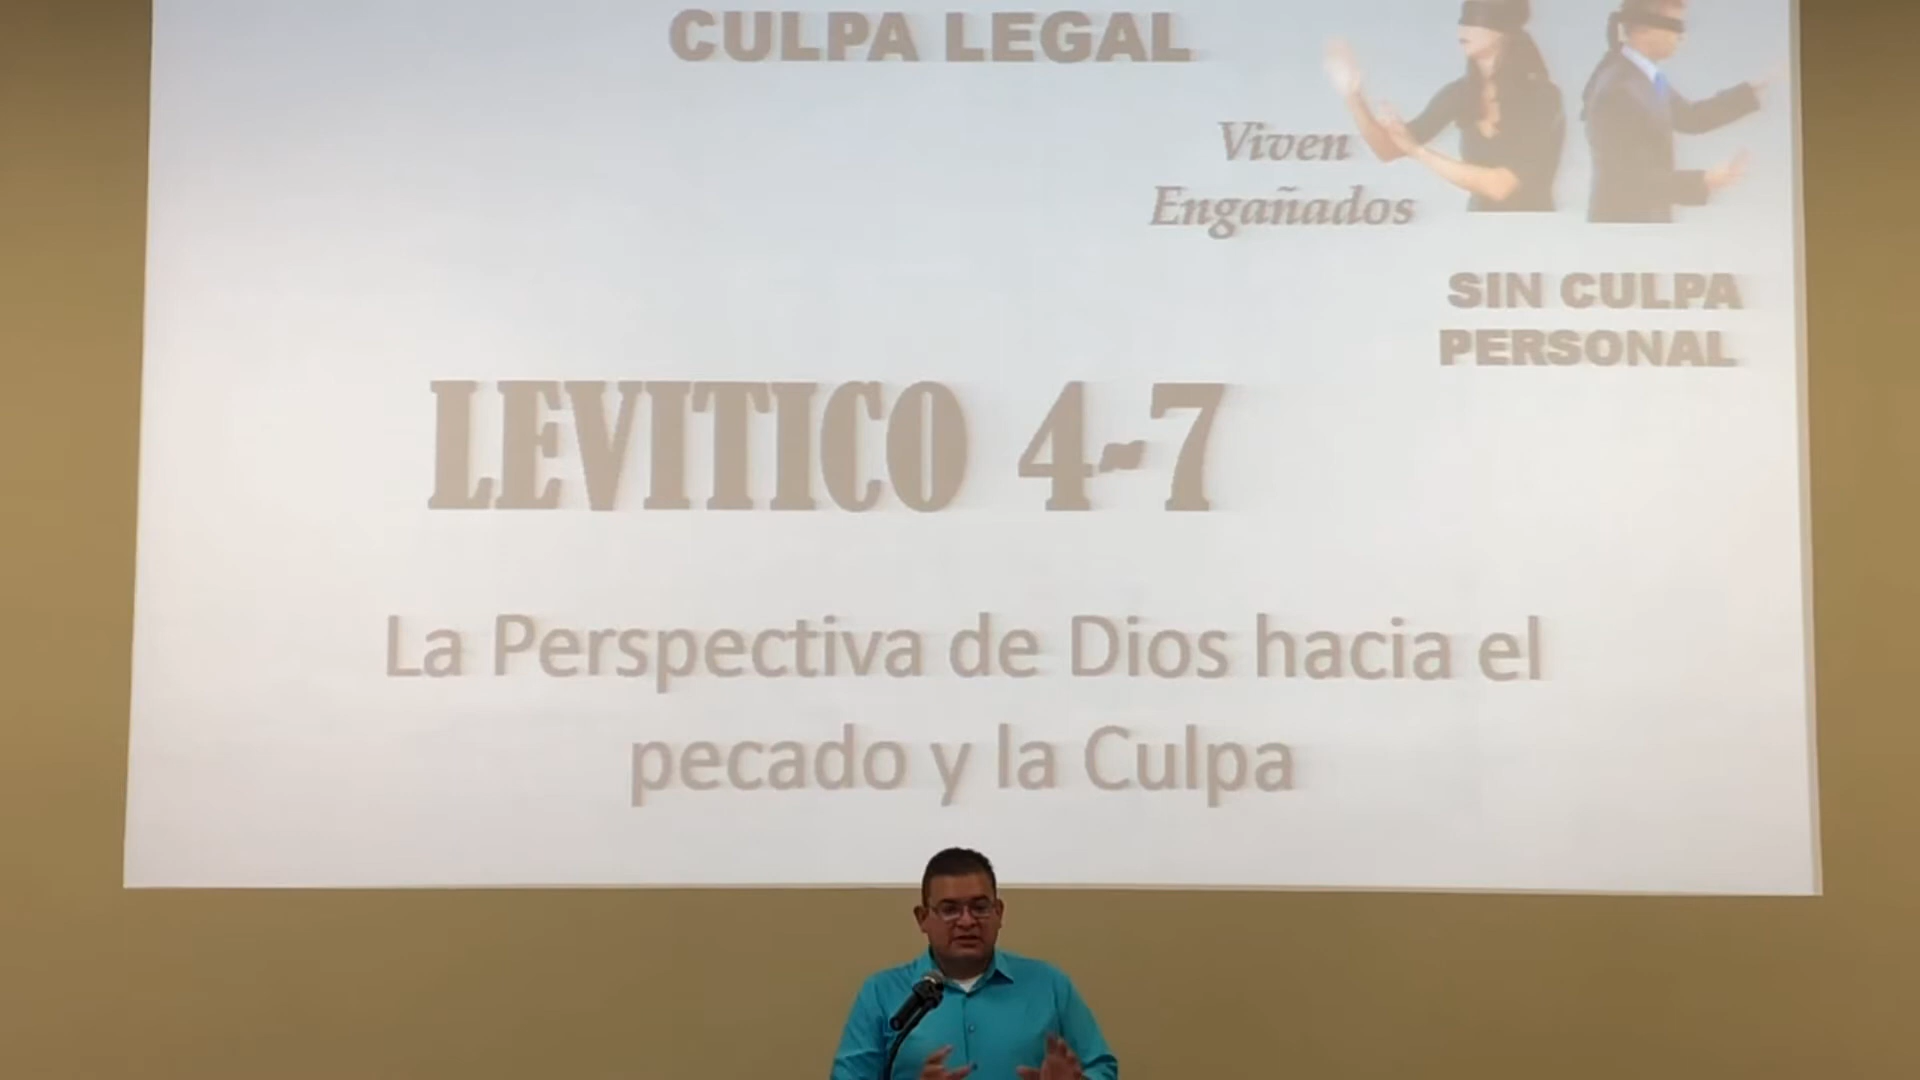 CULPA LEGAL
Viven
Engañados
SIN CULPA
PERSONAL
LEVITICO 4-7
La Perspectiva de Dios hacia el
pecado y la Culpa